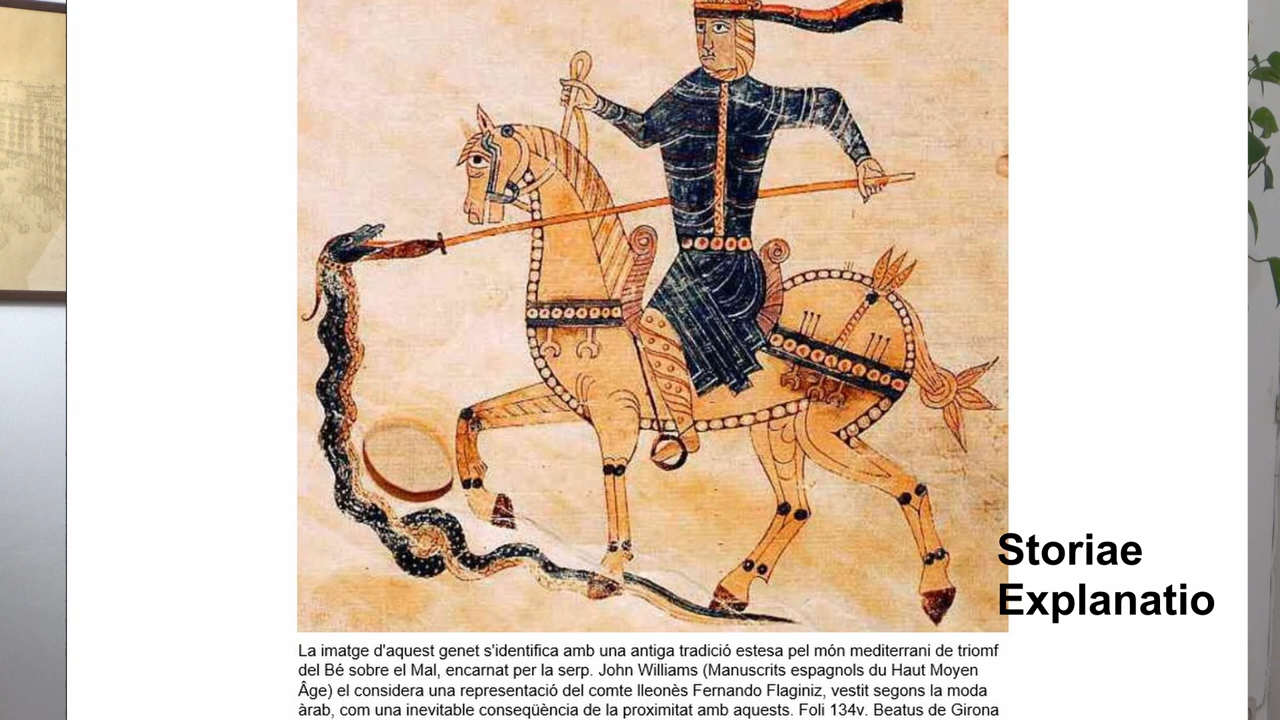 Storiae
Explanatio
La imatge d'aquest genet s'identifica amb una antiga tradició estesa pel món mediterrani de triomf
del Bé sobre el Mal, encarnat per la serp. John Williams (Manuscrits espagnols du Haut Moyen
Âge) el considera una representació del comte lleonès Fernando Flaginiz, vestit segons la moda
àrab, com una inevitable conseqüència de la proximitat amb aquests. Foli 134v. Beatus de Girona